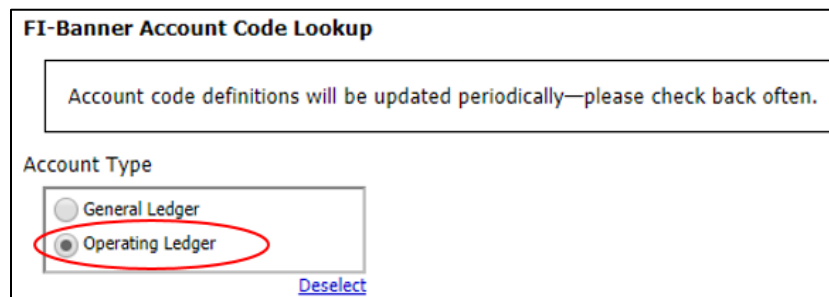 FI-Banner Account Code Lookup
Account code definitions will be updated periodically—please check back often.
Account Type
General Ledger
Operating Ledger
Deselect